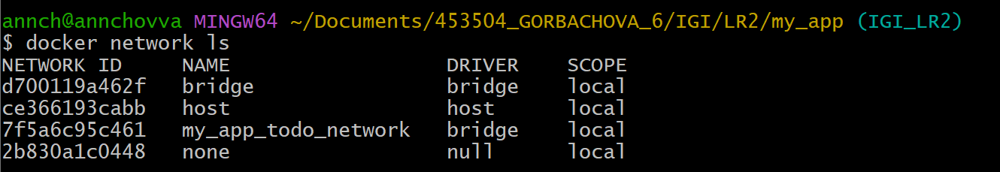 annch@annchovva MINGW64 ~/Documents/453504_GORBACHOVA_6/IGI/LR2/my_app (IGI_LR2)
$ docker network ls
NETWORK ID     NAME                  DRIVER    SCOPE
d700119a462f   bridge                bridge    local
ce366193cabb   host                  host      local
7f5a6c95c461   my_app_todo_network   bridge    local
2b830a1c0448   none                  null      local